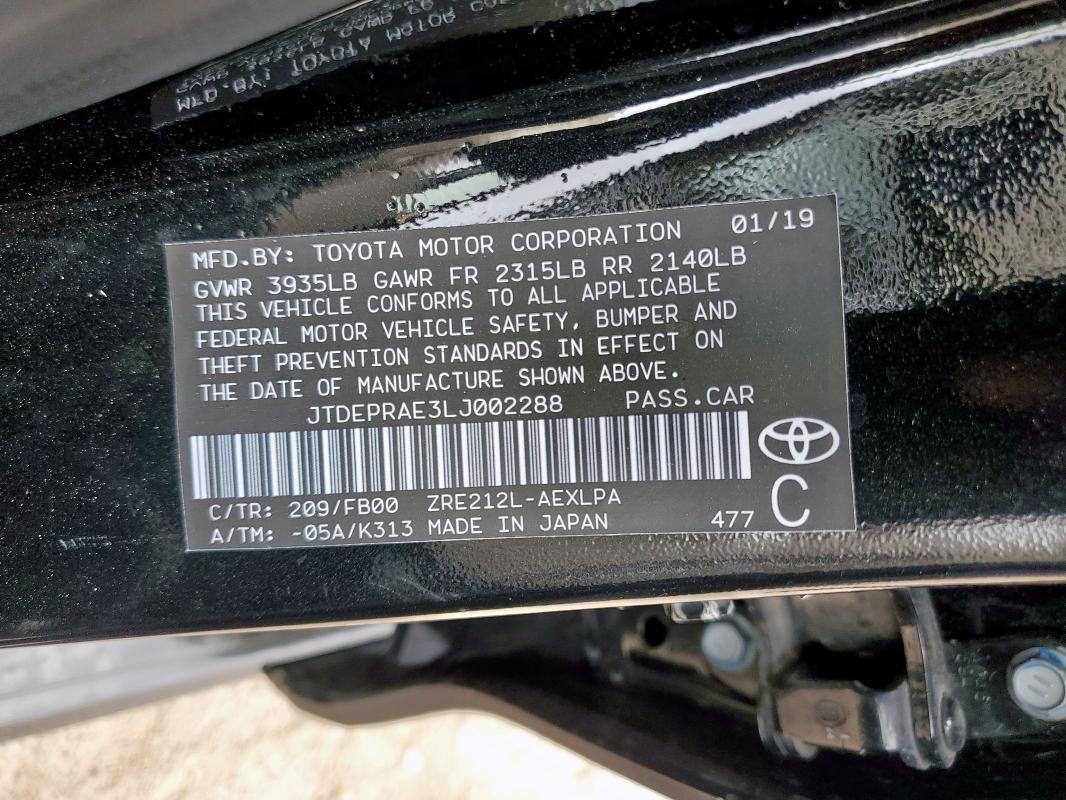 MFD.BY: TOYOTA MOTOR CORPORATION 01/19
GVWR 3935LB GAWR FR 2315LB RR 2140LB
THIS VEHICLE CONFORMS TO ALL APPLICABLE
FEDERAL MOTOR VEHICLE SAFETY, BUMPER AND
THEFT PREVENTION STANDARDS IN EFFECT ON
THE DATE OF MANUFACTURE SHOWN ABOVE.
JTDEPRAE3LJ002288 PASS.CAR
C/TR: 209/FB00 ZRE212L-AEXLPA
A/TM: -05A/K313 MADE IN JAPAN 477 C